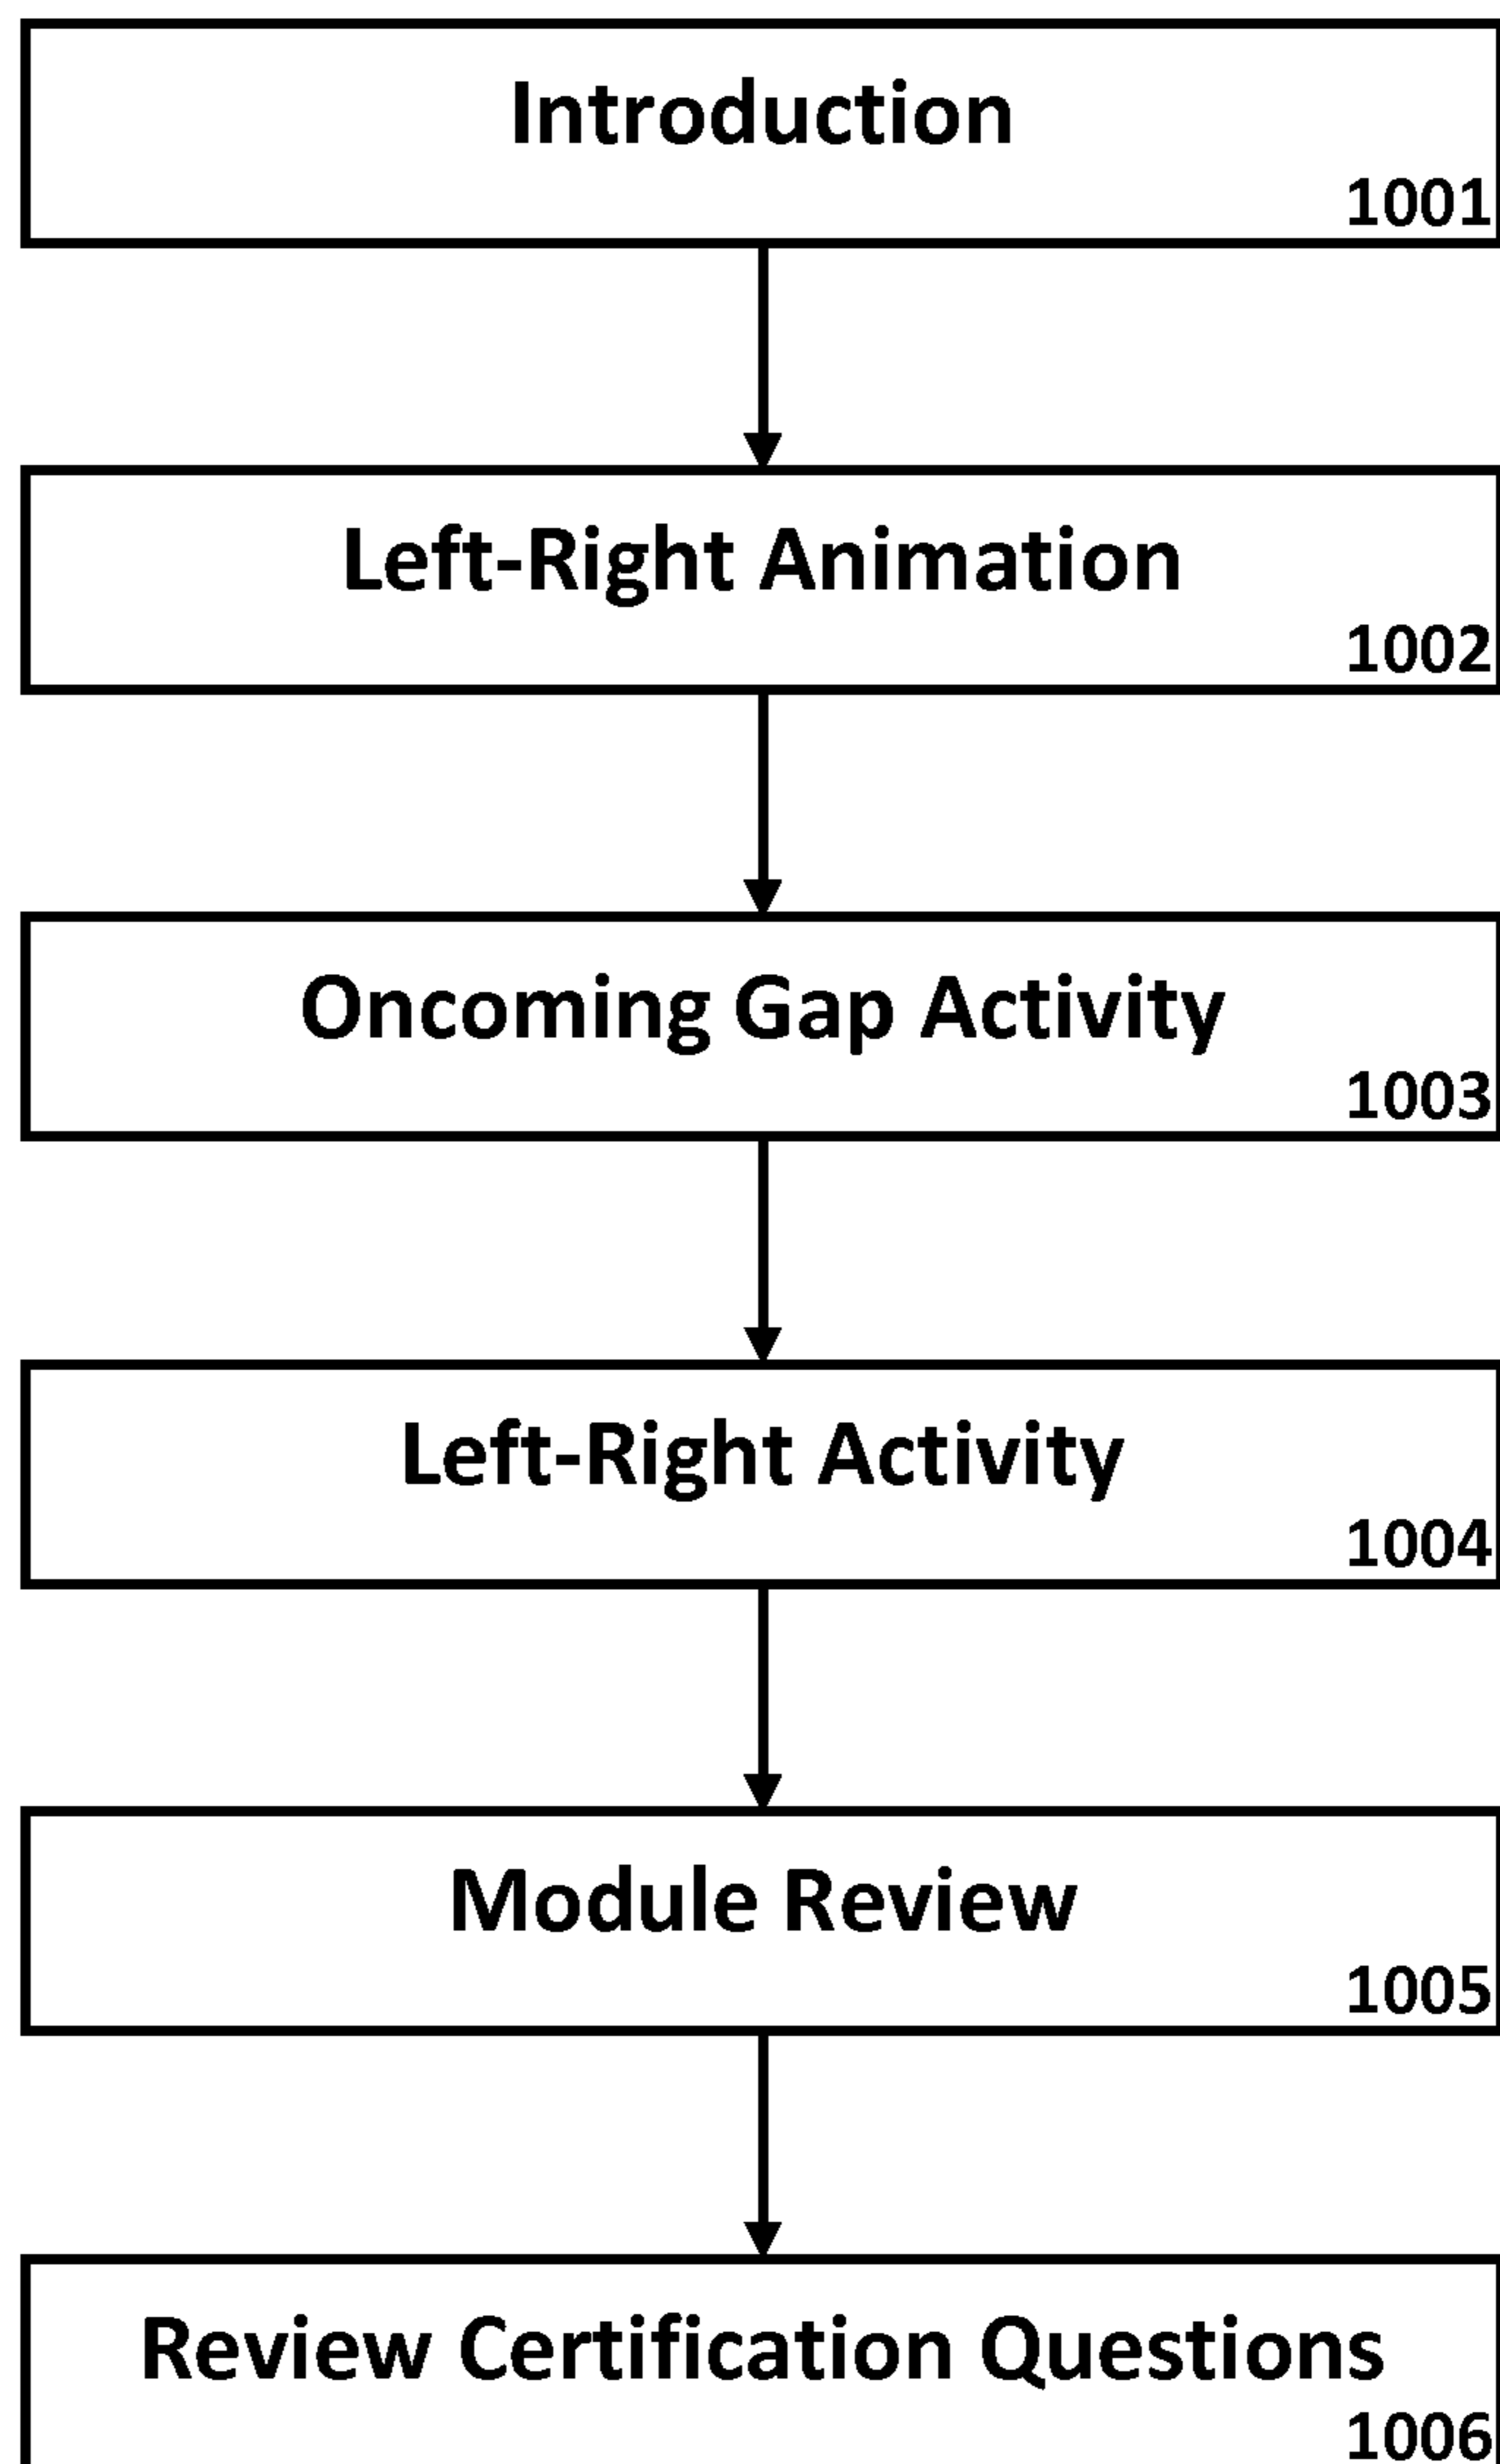 Introduction
1001
Left-Right Animation
1002
Oncoming Gap Activity
1003
Left-Right Activity
1004
Module Review
1005
Review Certification Questions
1006